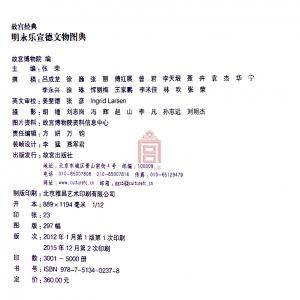 故宫经典
明永乐宣德文物图典
故宫博物院 编
主 编：张 荣
撰 稿：吕成龙 徐 巍 张 丽 傅红展 曾 君 李天垠 聂 卉 袁 杰 华 宁
李永兴 徐 琳 恽丽梅 王家鹏 李米佳 林 欢 张 荣
英文审校：姜斐德 张 彦 Ingrid Larsen
摄 影：胡 锤 刘志岗 冯 辉 赵 山 李 凡 孙志远 刘明杰
图片资料：故宫博物院资料信息中心
责任编辑：方 妍 万 钧
装帧设计：李 猛 燕翠君
出版发行：故宫出版社
地址：北京东城区景山前街4号 邮编：100009
电话：010-85007808 010-85007816 传真：010-65129479
网址：www.culturefc.cn 邮箱：ggcb@culturefc.cn
制版印刷：北京雅昌艺术印刷有限公司
开 本：889×1194毫米 1/12
印 张：23
图 版：297幅
版 次：2012年1月第1版第1次印刷
2015年12月第2次印刷
印 数：3001～5000册
书 号：ISBN 978-7-5134-0237-8
定 价：360.00元